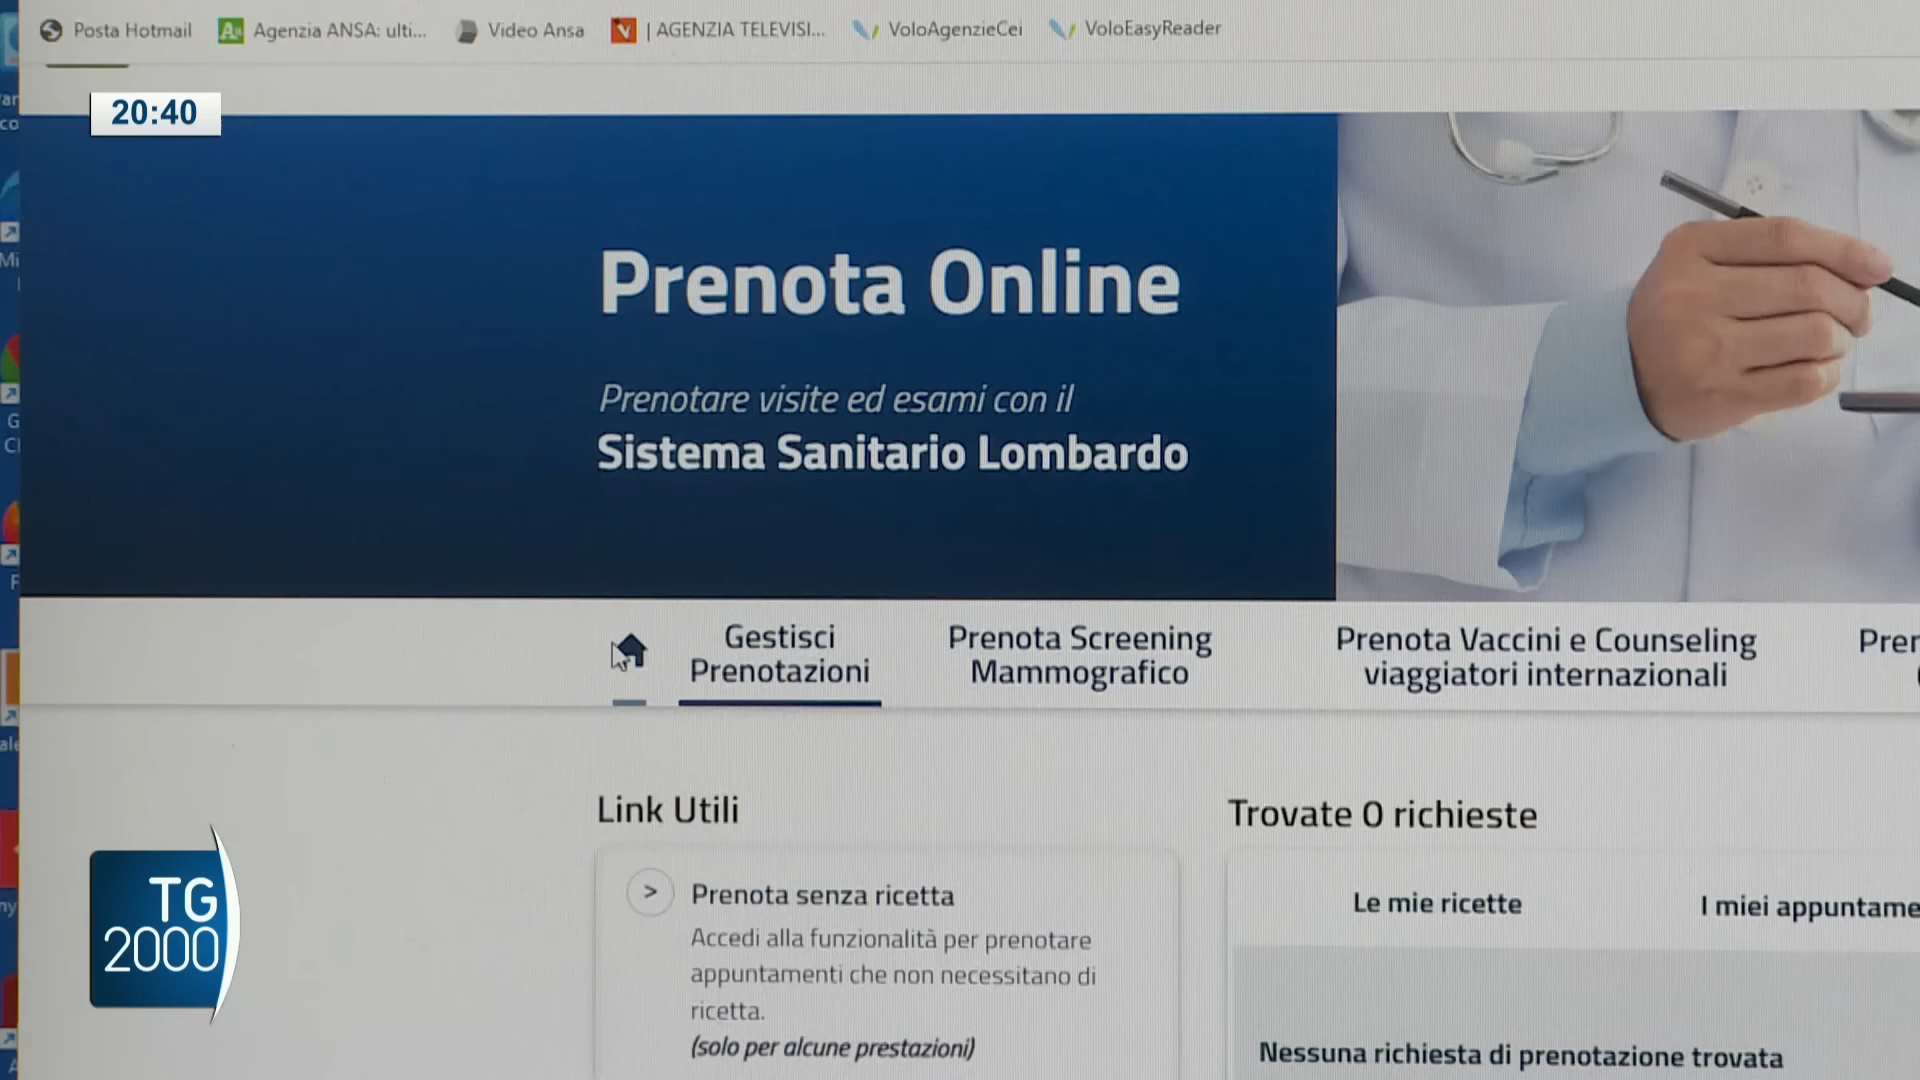 Posta Hotmail
Agenzia ANSA: ulti...
Video Ansa
| AGENZIA TELEVISI...
VoloAgenzieCei
VoloEasyReader
20:40
Prenota Online
Prenotare visite ed esami con il
Sistema Sanitario Lombardo
Gestisci
Prenotazioni
Prenota Screening
Mammografico
Prenota Vaccini e Counseling
viaggiatori internazionali
Link Utili
Trovate 0 richieste
> Prenota senza ricetta
Accedi alla funzionalità per prenotare
appuntamenti che non necessitano di
ricetta.
(solo per alcune prestazioni)
Le mie ricette
I miei appuntame
Nessuna richiesta di prenotazione trovata
TG
2000